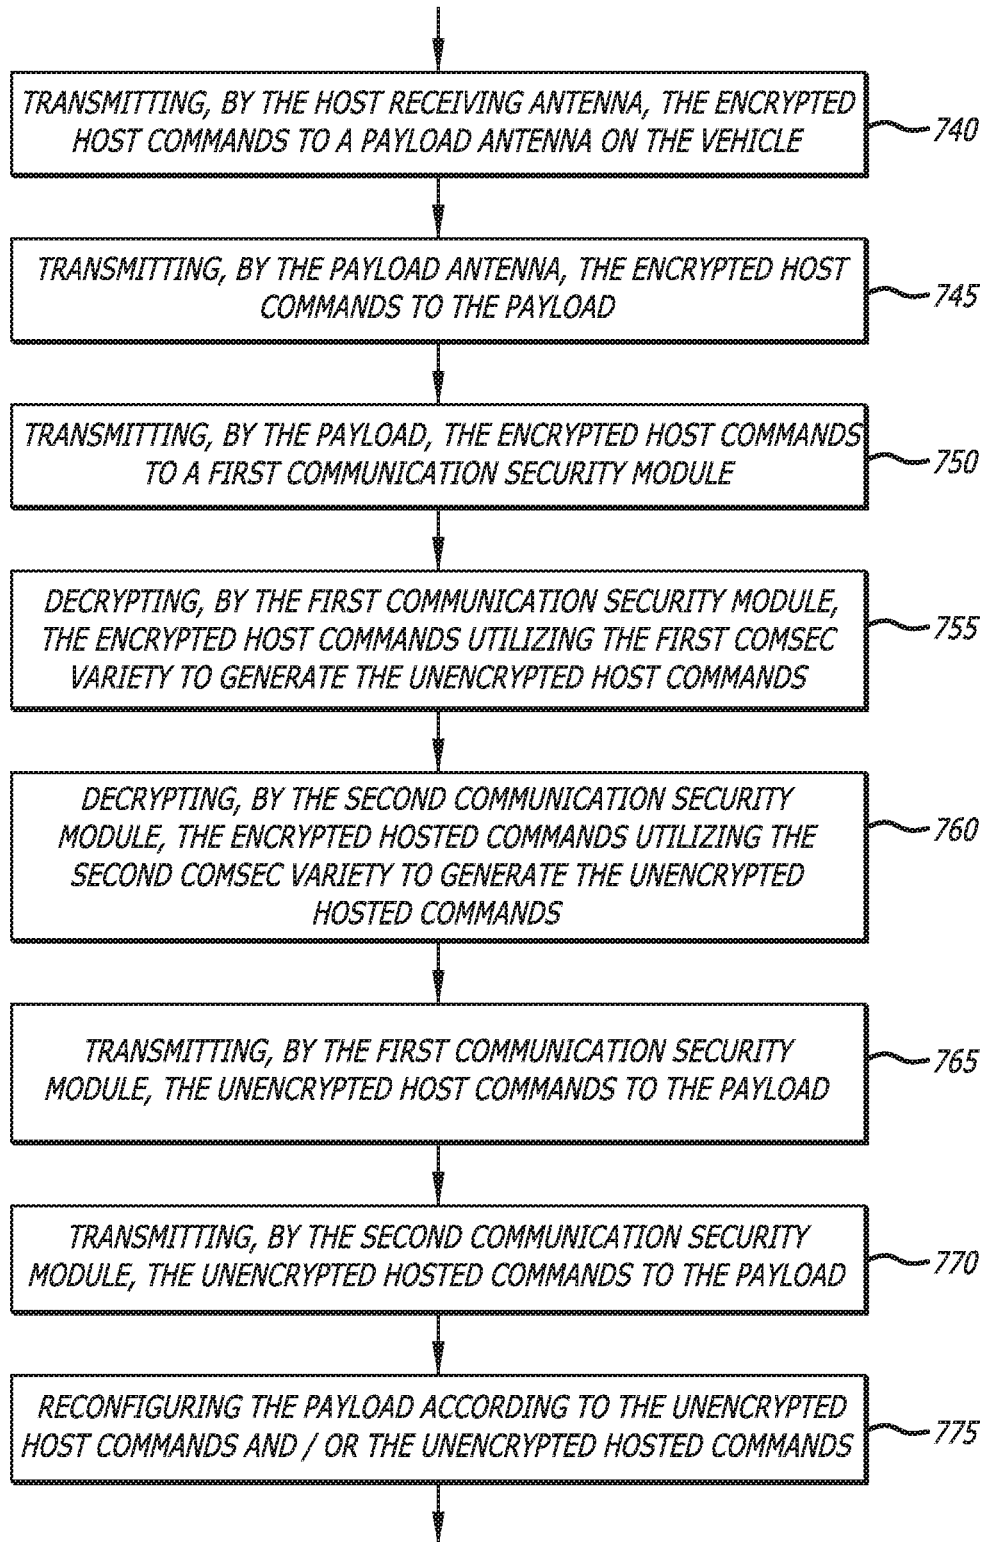 TRANSMITTING, BY THE HOST RECEIVING ANTENNA, THE ENCRYPTED
HOST COMMANDS TO A PAYLOAD ANTENNA ON THE VEHICLE
740
TRANSMITTING, BY THE PAYLOAD ANTENNA, THE ENCRYPTED HOST
COMMANDS TO THE PAYLOAD
745
TRANSMITTING, BY THE PAYLOAD, THE ENCRYPTED HOST COMMANDS
TO A FIRST COMMUNICATION SECURITY MODULE
750
DECRYPTING, BY THE FIRST COMMUNICATION SECURITY MODULE,
THE ENCRYPTED HOST COMMANDS UTILIZING THE FIRST COMSEC
VARIETY TO GENERATE THE UNENCRYPTED HOST COMMANDS
755
DECRYPTING, BY THE SECOND COMMUNICATION SECURITY
MODULE, THE ENCRYPTED HOSTED COMMANDS UTILIZING THE
SECOND COMSEC VARIETY TO GENERATE THE UNENCRYPTED
HOSTED COMMANDS
760
TRANSMITTING, BY THE FIRST COMMUNICATION SECURITY
MODULE, THE UNENCRYPTED HOST COMMANDS TO THE PAYLOAD
765
TRANSMITTING, BY THE SECOND COMMUNICATION SECURITY
MODULE, THE UNENCRYPTED HOSTED COMMANDS TO THE PAYLOAD
770
RECONFIGURING THE PAYLOAD ACCORDING TO THE UNENCRYPTED
HOST COMMANDS AND / OR THE UNENCRYPTED HOSTED COMMANDS
775